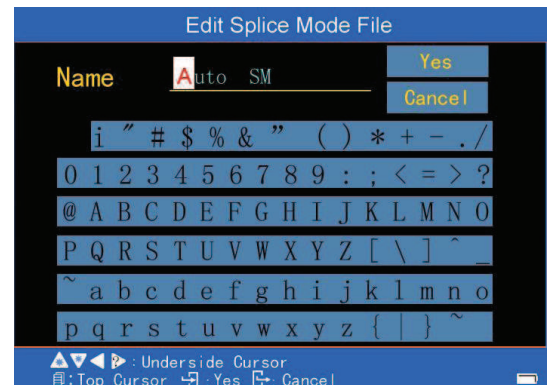 Edit Splice Mode File
Name Auto SM Yes
Cancel
i ″ # $ % & ” ( ) * + - . /
0 1 2 3 4 5 6 7 8 9 : ; < = > ?
@ A B C D E F G H I J K L M N O
P Q R S T U V W X Y Z [ \ ] ^ _
~ a b c d e f g h i j k l m n o
p q r s t u v w x y z { | } ~
: Underside Cursor
: Top Cursor : Yes : Cancel